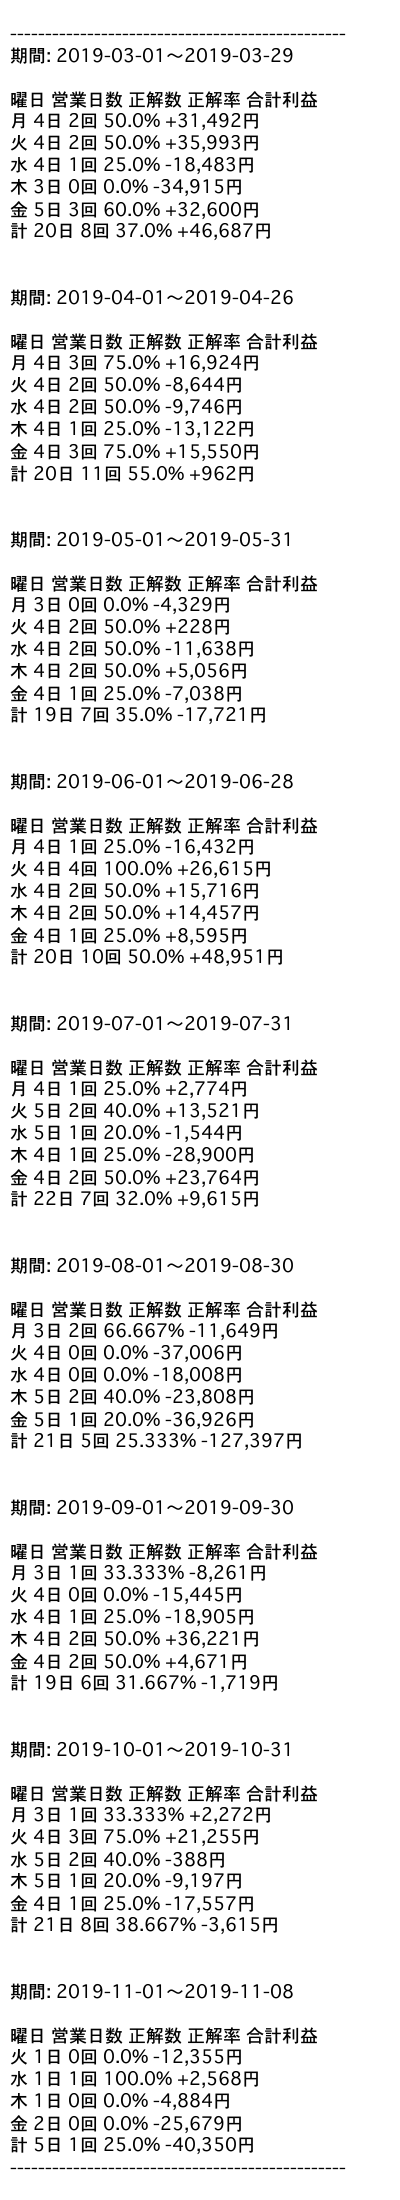 ------------------------------------------------
期間: 2019-03-01～2019-03-29
曜日 営業日数 正解数 正解率 合計利益
月 4日 2回 50.0% +31,492円
火 4日 2回 50.0% +35,993円
水 4日 1回 25.0% -18,483円
木 3日 0回 0.0% -34,915円
金 5日 3回 60.0% +32,600円
計 20日 8回 37.0% +46,687円
期間: 2019-04-01～2019-04-26
曜日 営業日数 正解数 正解率 合計利益
月 4日 3回 75.0% +16,924円
火 4日 2回 50.0% -8,644円
水 4日 2回 50.0% -9,746円
木 4日 1回 25.0% -13,122円
金 4日 3回 75.0% +15,550円
計 20日 11回 55.0% +962円
期間: 2019-05-01～2019-05-31
曜日 営業日数 正解数 正解率 合計利益
月 3日 0回 0.0% -4,329円
火 4日 2回 50.0% +228円
水 4日 2回 50.0% -11,638円
木 4日 2回 50.0% +5,056円
金 4日 1回 25.0% -7,038円
計 19日 7回 35.0% -17,721円
期間: 2019-06-01～2019-06-28
曜日 営業日数 正解数 正解率 合計利益
月 4日 1回 25.0% -16,432円
火 4日 4回 100.0% +26,615円
水 4日 2回 50.0% +15,716円
木 4日 2回 50.0% +14,457円
金 4日 1回 25.0% +8,595円
計 20日 10回 50.0% +48,951円
期間: 2019-07-01～2019-07-31
曜日 営業日数 正解数 正解率 合計利益
月 4日 1回 25.0% +2,774円
火 5日 2回 40.0% +13,521円
水 5日 1回 20.0% -1,544円
木 4日 1回 25.0% -28,900円
金 4日 2回 50.0% +23,764円
計 22日 7回 32.0% +9,615円
期間: 2019-08-01～2019-08-30
曜日 営業日数 正解数 正解率 合計利益
月 3日 2回 66.667% -11,649円
火 4日 0回 0.0% -37,006円
水 4日 0回 0.0% -18,008円
木 5日 2回 40.0% -23,808円
金 5日 1回 20.0% -36,926円
計 21日 5回 25.333% -127,397円
期間: 2019-09-01～2019-09-30
曜日 営業日数 正解数 正解率 合計利益
月 3日 1回 33.333% -8,261円
火 4日 0回 0.0% -15,445円
水 4日 1回 25.0% -18,905円
木 4日 2回 50.0% +36,221円
金 4日 2回 50.0% +4,671円
計 19日 6回 31.667% -1,719円
期間: 2019-10-01～2019-10-31
曜日 営業日数 正解数 正解率 合計利益
月 3日 1回 33.333% +2,272円
火 4日 3回 75.0% +21,255円
水 5日 2回 40.0% -388円
木 5日 1回 20.0% -9,197円
金 4日 1回 25.0% -17,557円
計 21日 8回 38.667% -3,615円
期間: 2019-11-01～2019-11-08
曜日 営業日数 正解数 正解率 合計利益
火 1日 0回 0.0% -12,355円
水 1日 1回 100.0% +2,568円
木 1日 0回 0.0% -4,884円
金 2日 0回 0.0% -25,679円
計 5日 1回 25.0% -40,350円
------------------------------------------------